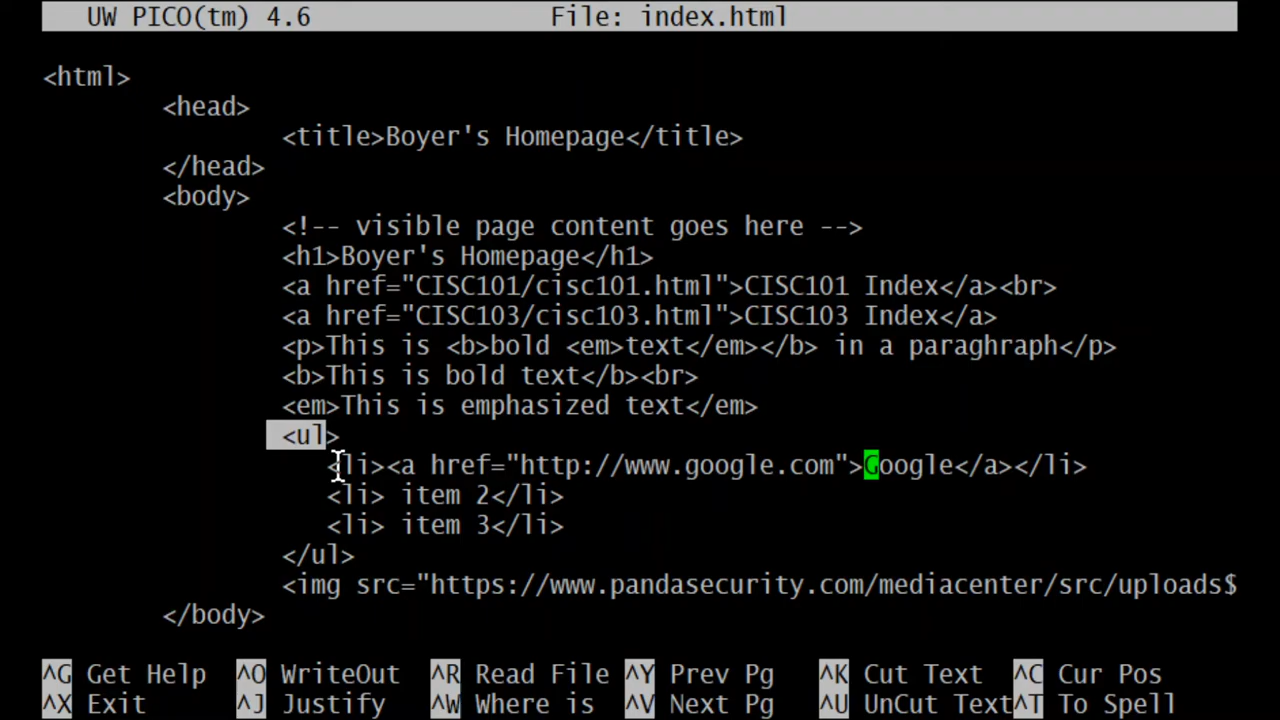 UW PICO(tm) 4.6 File: index.html
<html>
<head>
<title>Boyer's Homepage</title>
</head>
<body>
<!-- visible page content goes here -->
<h1>Boyer's Homepage</h1>
<a href="CISC101/cisc101.html">CISC101 Index</a><br>
<a href="CISC103/cisc103.html">CISC103 Index</a>
<p>This is <b>bold <em>text</em></b> in a paraghraph</p>
<b>This is bold text</b><br>
<em>This is emphasized text</em>
<ul>
<li><a href="http://www.google.com">Google</a></li>
<li> item 2</li>
<li> item 3</li>
</ul>
<img src="https://www.pandasecurity.com/mediacenter/src/uploads$
</body>
^G Get Help ^O WriteOut ^R Read File ^Y Prev Pg ^K Cut Text ^C Cur Pos
^X Exit ^J Justify ^W Where is ^V Next Pg ^U UnCut Text^T To Spell